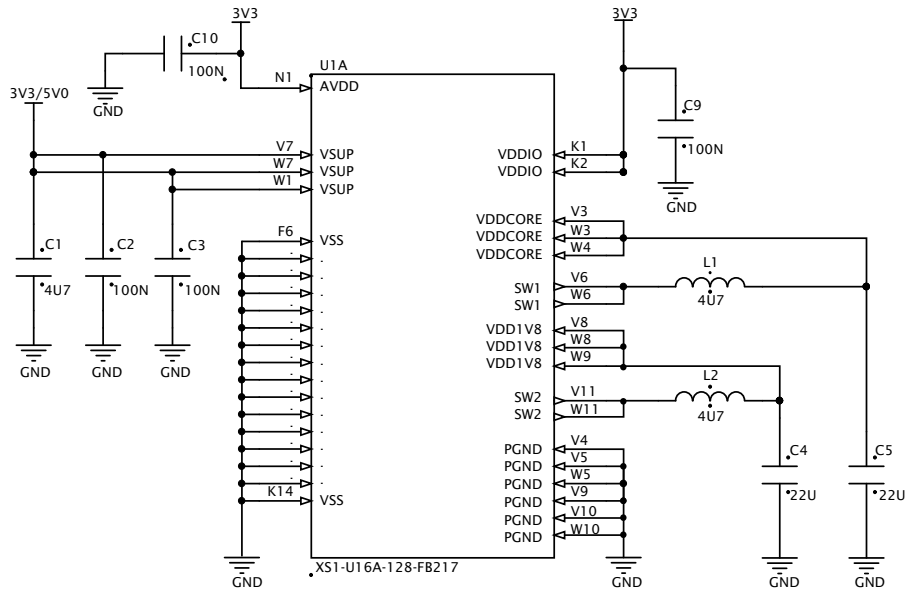 3V3
3V3
C10
100N
U1A
N1
AVDD
3V3/5V0
GND
C9
100N
V7
VSUP
W7
VSUP
W1
VSUP
VDDIO
K1
VDDIO
K2
GND
VDDCORE
V3
VDDCORE
W3
VDDCORE
W4
F6
VSS
C1
4U7
C2
100N
C3
100N
SW1
V6
SW1
W6
L1
4U7
VDD1V8
V8
VDD1V8
W8
VDD1V8
W9
GND
GND
GND
L2
4U7
SW2
V11
SW2
W11
PGND
V4
PGND
V5
PGND
W5
PGND
V9
PGND
V10
PGND
W10
C4
22U
C5
22U
K14
VSS
GND
XS1-U16A-128-FB217
GND
GND
GND